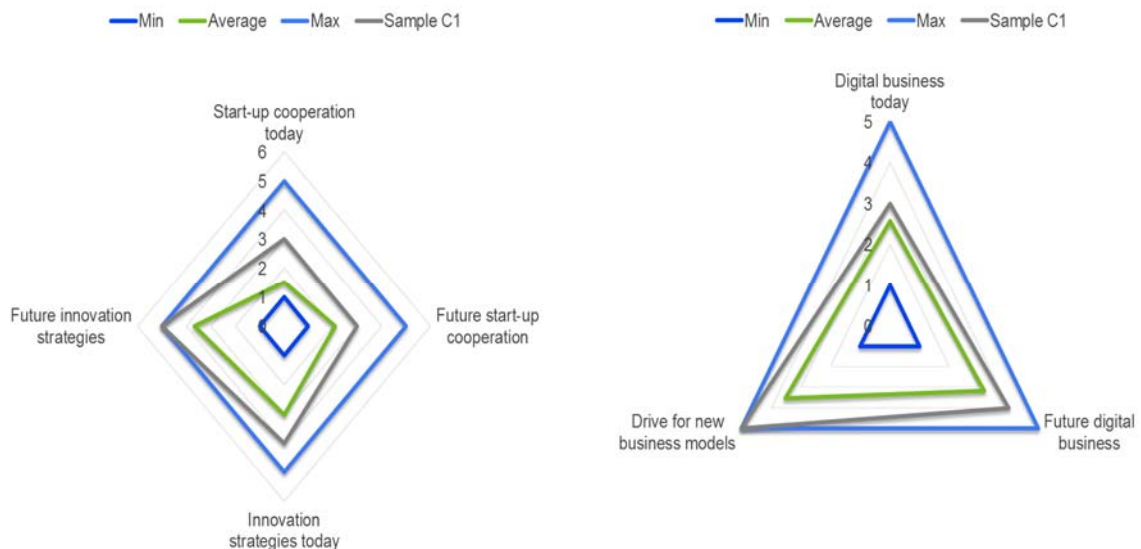 Min Average Max Sample C1
Start-up cooperation
today
6
5
4
3
2
1
0
Future innovation
strategies
Future start-up
cooperation
Innovation
strategies today
Min Average Max Sample C1
Digital business
today
5
4
3
2
1
0
Drive for new
business models
Future digital
business